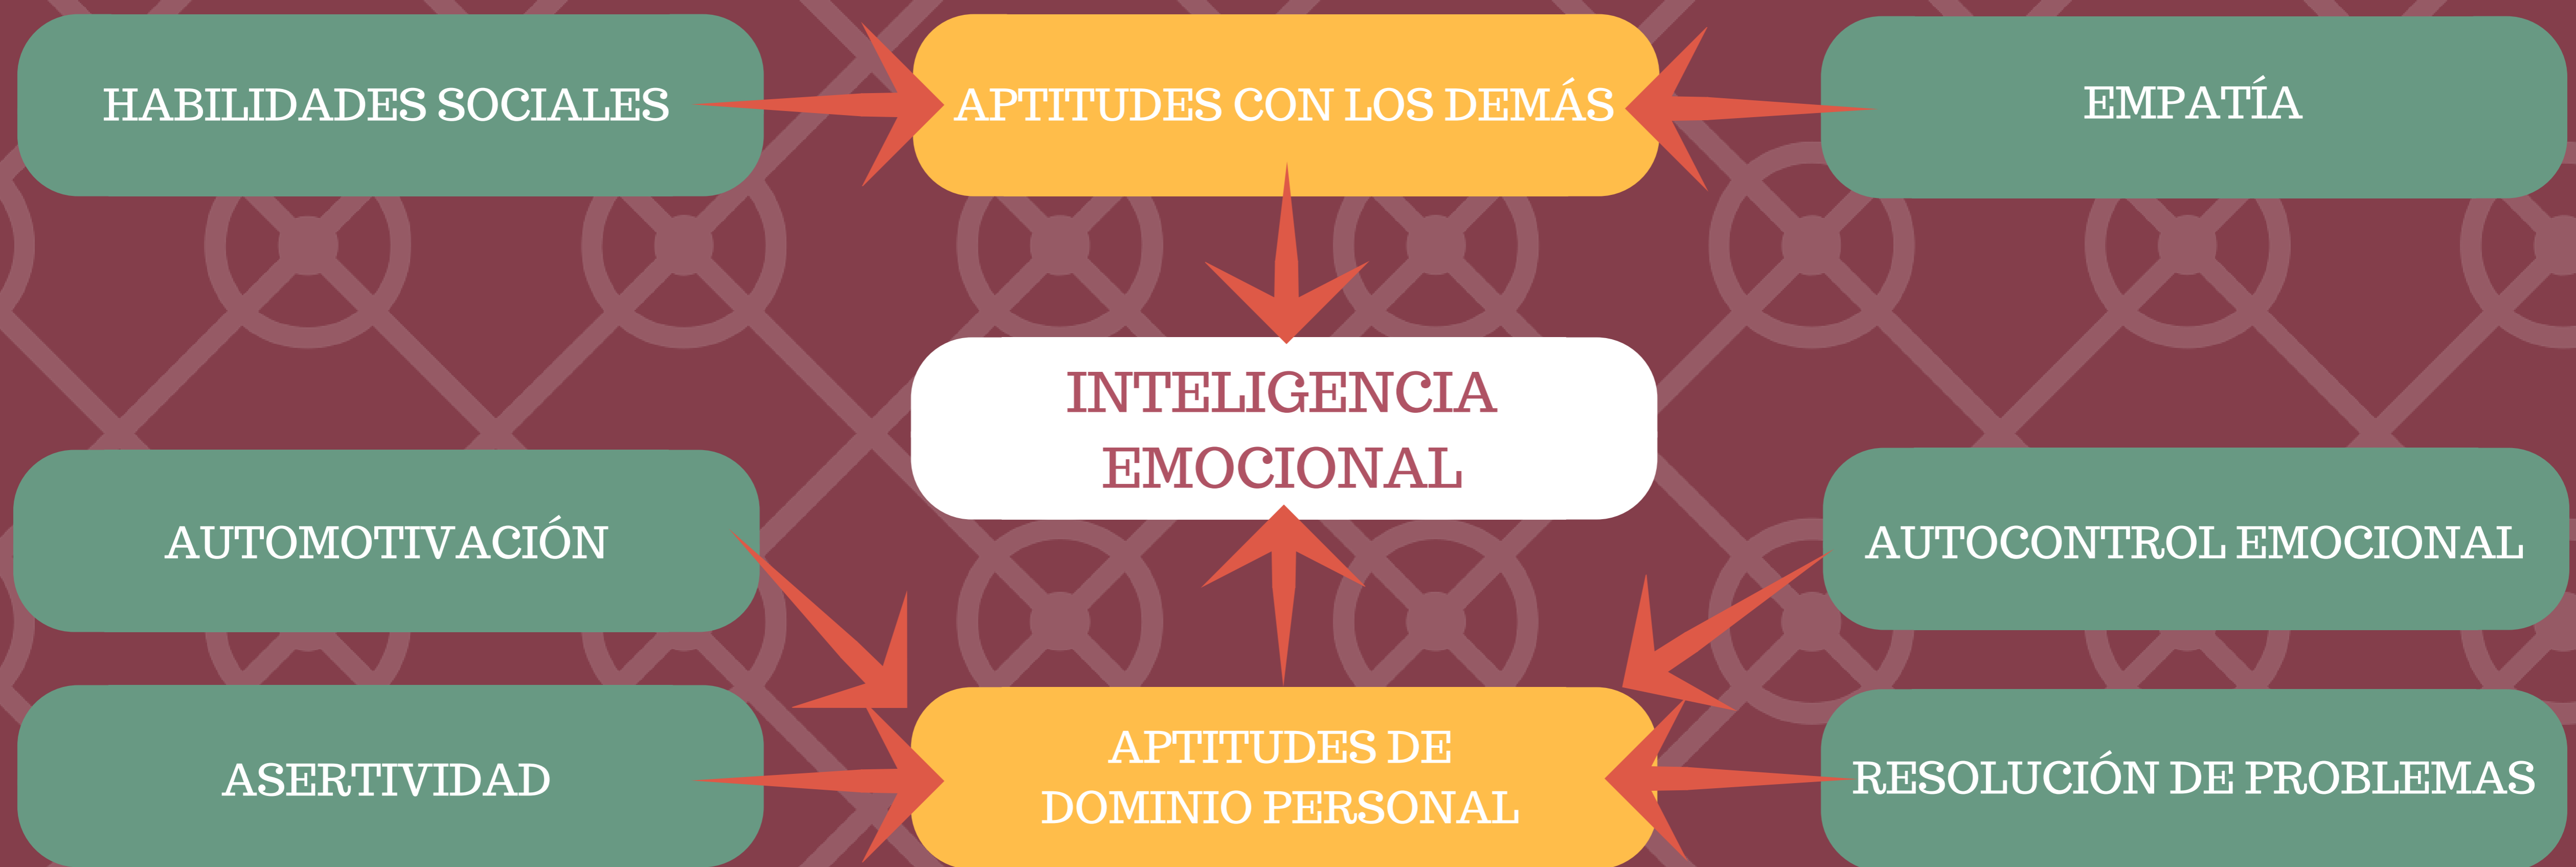 HABILIDADES SOCIALES
APTITUDES CON LOS DEMÁS
EMPATÍA
INTELIGENCIA
EMOCIONAL
AUTOMOTIVACIÓN
AUTOCONTROL EMOCIONAL
ASERTIVIDAD
APTITUDES DE
DOMINIO PERSONAL
RESOLUCIÓN DE PROBLEMAS